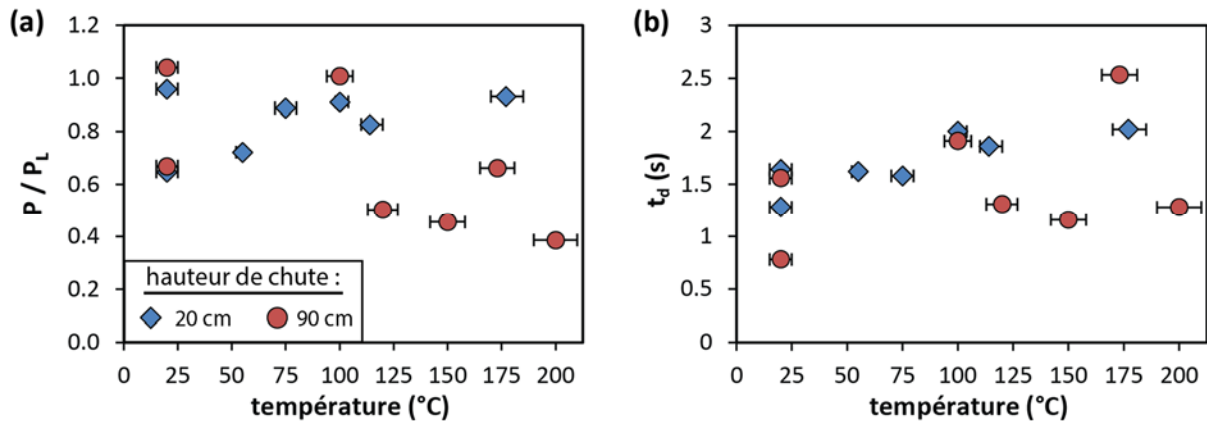 (a)
P / P_L
1.2
1.0
0.8
0.6
0.4
0.2
0.0
hauteur de chute :
20 cm 90 cm
0 25 50 75 100 125 150 175 200
température (°C)
(b)
t_d (s)
3
2.5
2
1.5
1
0.5
0
0 25 50 75 100 125 150 175 200
température (°C)